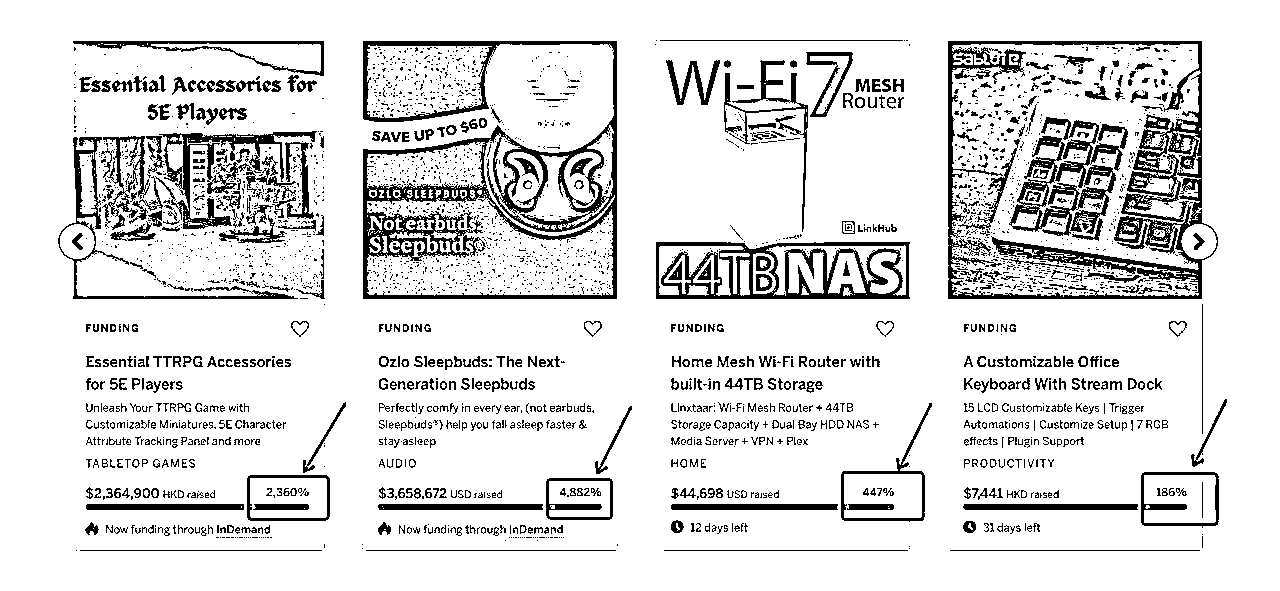 Essential Accessories for
5E Players
FUNDING
Essential TTRPG Accessories
for 5E Players
Unleash Your TTRPG Game with
Customizable Miniatures, 5E Character
Attribute Tracking Panel and more
TABLETOP GAMES
$2,364,900 HKD raised 2,360%
Now funding through InDemand
SAVE UP TO $60
OZLO SLEEPBUDS®
Not earbuds.
Sleepbuds®
FUNDING
Ozlo Sleepbuds: The Next-
Generation Sleepbuds
Perfectly comfy in every ear, (not earbuds,
Sleepbuds®) help you fall asleep faster &
stay asleep
AUDIO
$3,658,672 USD raised 4,882%
Now funding through InDemand
Wi-Fi 7 MESH
Router
LinkHub
44TB NAS
FUNDING
Home Mesh Wi-Fi Router with
built-in 44TB Storage
Linxtaar: Wi-Fi Mesh Router + 44TB
Storage Capacity + Dual Bay HDD NAS +
Media Server + VPN + Plex
HOME
$44,698 USD raised 447%
12 days left
FUNDING
A Customizable Office
Keyboard With Stream Dock
15 LCD Customizable Keys | Trigger
Automations | Customize Setup | 7 RGB
effects | Plugin Support
PRODUCTIVITY
$7,441 HKD raised 186%
31 days left